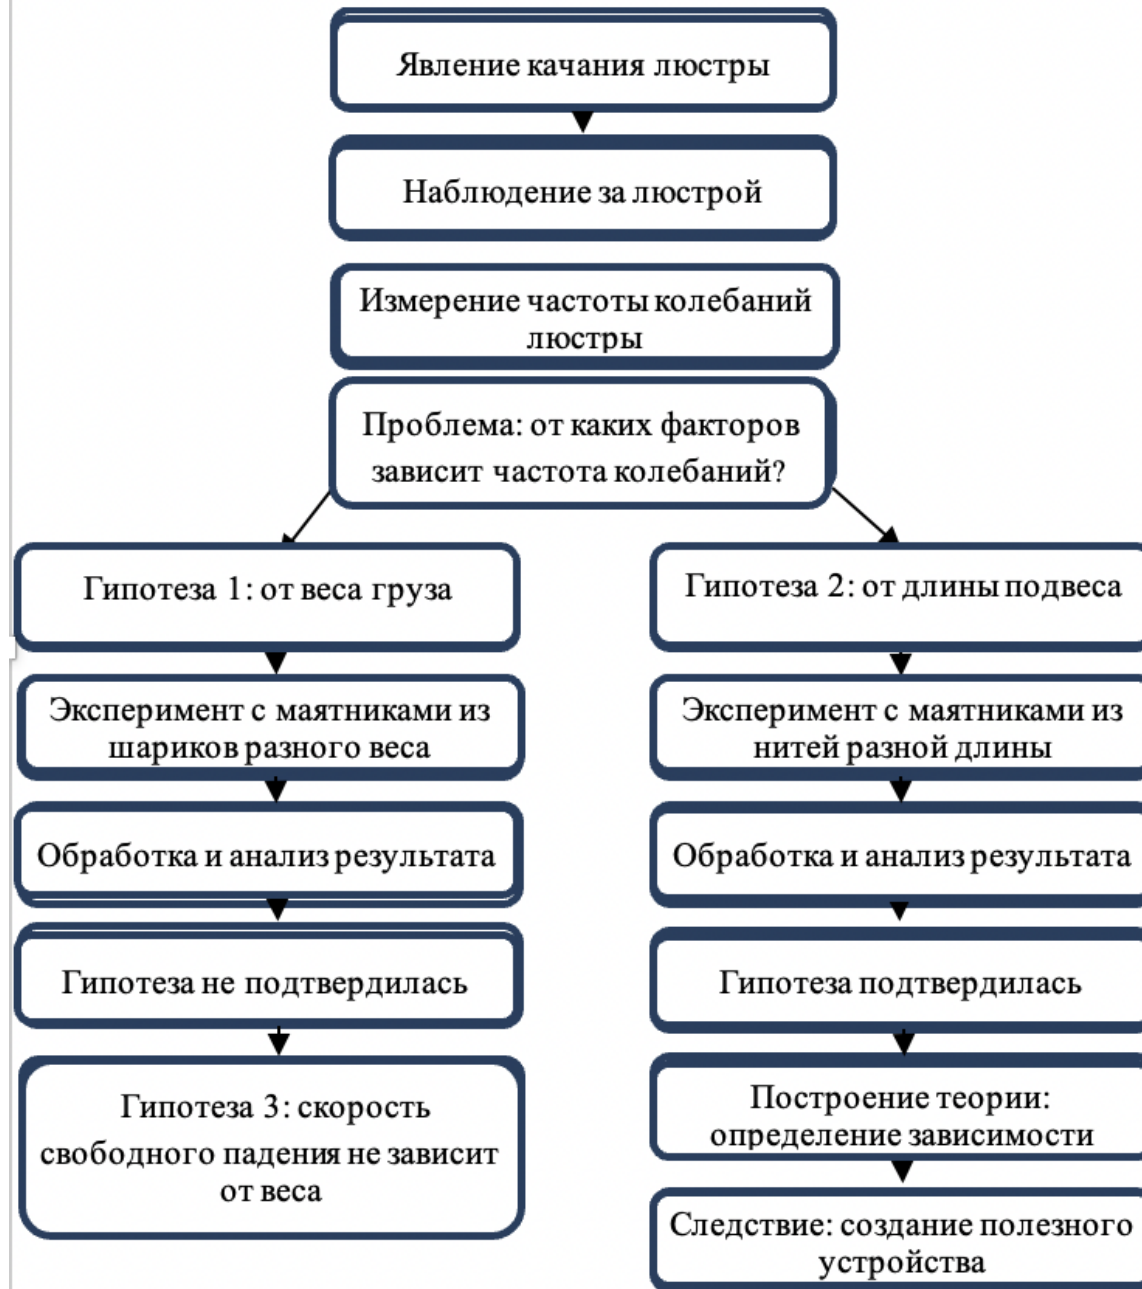 Явление качания люстры
Наблюдение за люстрой
Измерение частоты колебаний
люстры
Проблема: от каких факторов
зависит частота колебаний?
Гипотеза 1: от веса груза
Эксперимент с маятниками из
шариков разного веса
Обработка и анализ результата
Гипотеза не подтвердилась
Гипотеза 3: скорость
свободного падения не зависит
от веса
Гипотеза 2: от длины подвеса
Эксперимент с маятниками из
нитей разной длины
Обработка и анализ результата
Гипотеза подтвердилась
Построение теории:
определение зависимости
Следствие: создание полезного
устройства